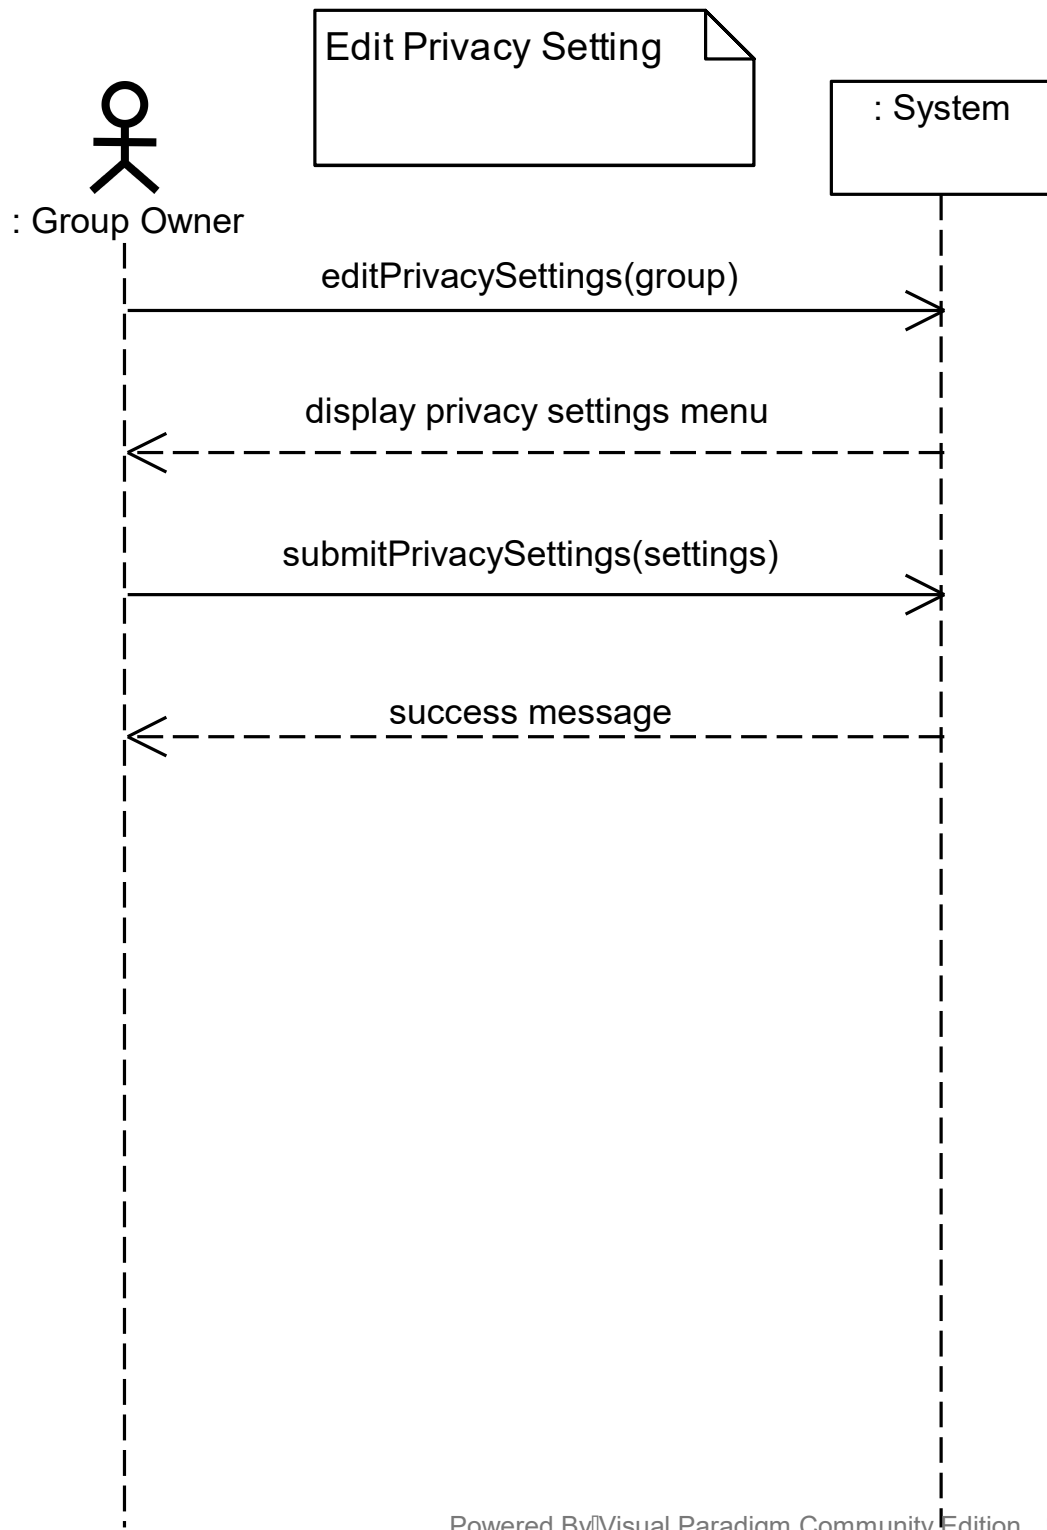 Edit Privacy Setting
: System
: Group Owner
editPrivacySettings(group)
display privacy settings menu
submitPrivacySettings(settings)
success message
Powered By Visual Paradigm Community Edition